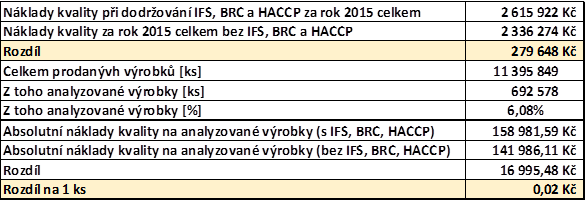 Náklady kvality při dodržování IFS, BRC a HACCP za rok 2015 celkem 2 615 922 Kč
Náklady kvality za rok 2015 celkem bez IFS, BRC a HACCP 2 336 274 Kč
Rozdíl 279 648 Kč
Celkem prodanývh výrobků [ks] 11 395 849
Z toho analyzované výrobky [ks] 692 578
Z toho analyzované výrobky [%] 6,08%
Absolutní náklady kvality na analyzované výrobky (s IFS, BRC, HACCP) 158 981,59 Kč
Absolutní náklady kvality na analyzované výrobky (bez IFS, BRC, HACCP) 141 986,11 Kč
Rozdíl 16 995,48 Kč
Rozdíl na 1 ks 0,02 Kč